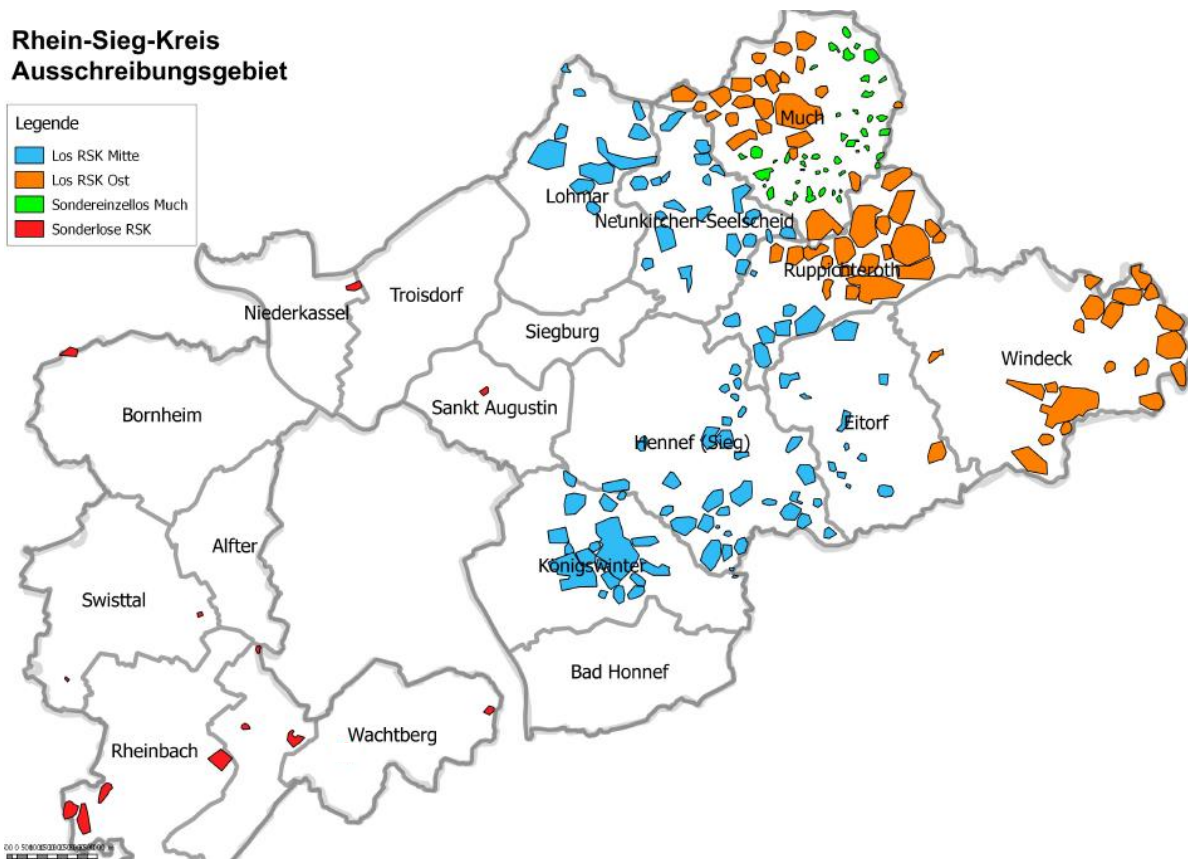 Rhein-Sieg-Kreis
Ausschreibungsgebiet
Legende
Los RSK Mitte
Los RSK Ost
Sondereinzellos Much
Sonderlose RSK
Much
Lohmar
Neunkirchen-Seelscheid
Ruppichteroth
Troisdorf
Niederkassel
Siegburg
Windeck
Sankt Augustin
Bornheim
Eitorf
Hennef (Sieg)
Alfter
Königswinter
Swisttal
Bad Honnef
Wachtberg
Rheinbach